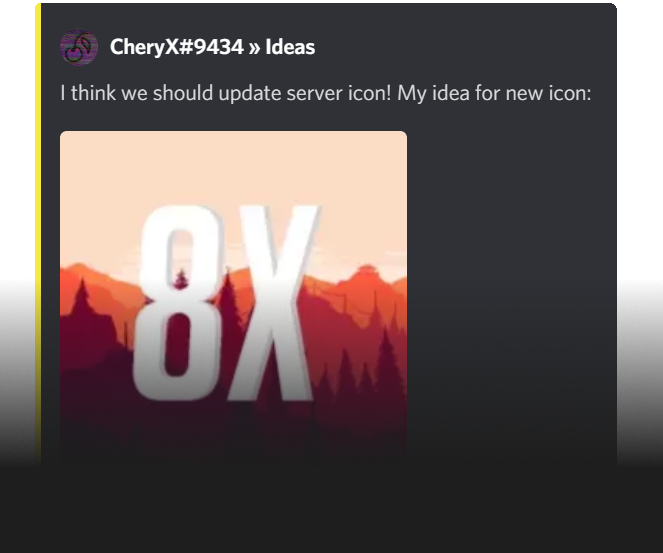 CheryX#9434 » Ideas
I think we should update server icon! My idea for new icon:
8X